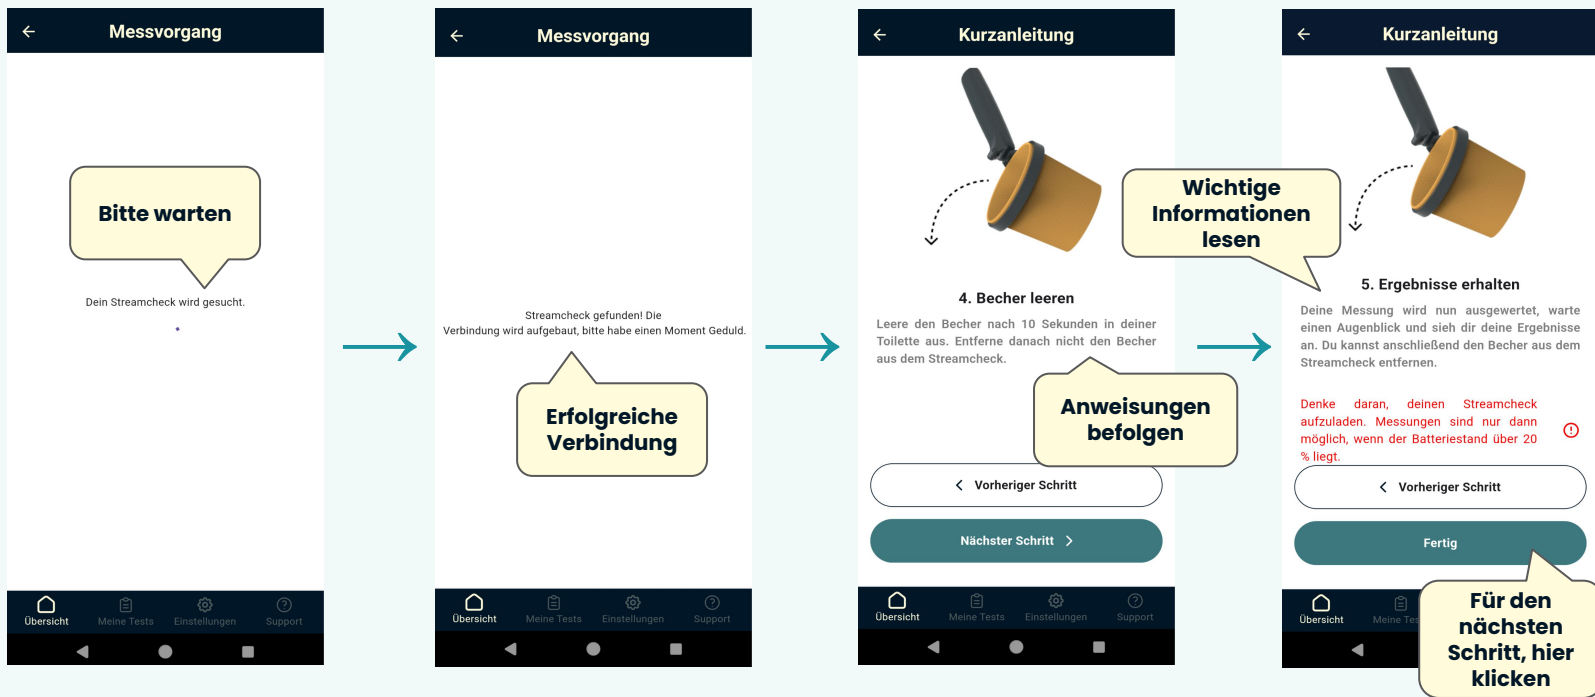 Messvorgang
Bitte warten
Dein Streamcheck wird gesucht.
Übersicht
Meine Tests
Einstellungen
Support
Messvorgang
Streamcheck gefunden! Die
Verbindung wird aufgebaut, bitte habe einen Moment Geduld.
Erfolgreiche
Verbindung
Übersicht
Meine Tests
Einstellungen
Support
Kurzanleitung
4. Becher leeren
Leere den Becher nach 10 Sekunden in deiner
Toilette aus. Entferne danach nicht den Becher
aus dem Streamcheck.
Anweisungen
befolgen
Vorheriger Schritt
Nächster Schritt
Übersicht
Meine Tests
Einstellungen
Support
Kurzanleitung
Wichtige
Informationen
lesen
5. Ergebnisse erhalten
Deine Messung wird nun ausgewertet, warte
einen Augenblick und sieh dir deine Ergebnisse
an. Du kannst anschließend den Becher aus dem
Streamcheck entfernen.
Denke daran, deinen Streamcheck
aufzuladen. Messungen sind nur dann
möglich, wenn der Batteriestand über 20
% liegt.
Vorheriger Schritt
Fertig
Für den
nächsten
Schritt, hier
klicken
Übersicht
Meine